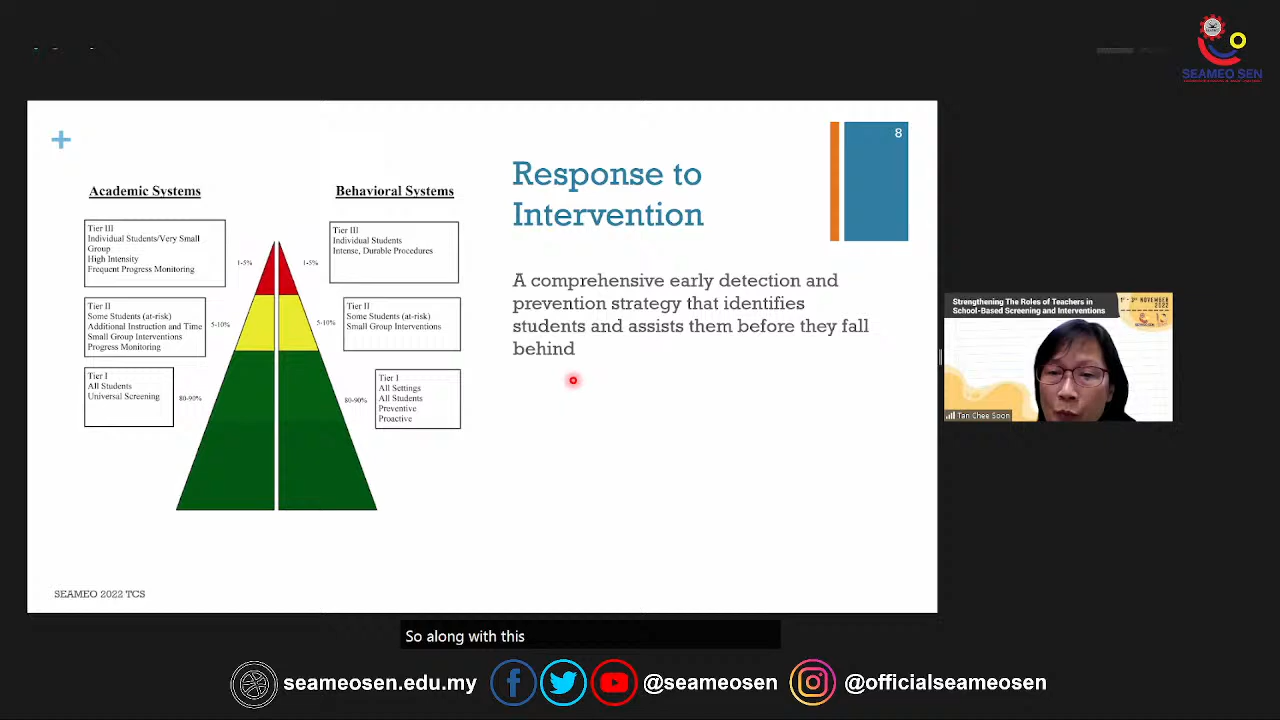 SEAMEO SEN
+
8
Response to
Intervention
A comprehensive early detection and
prevention strategy that identifies
students and assists them before they fall
behind
Academic Systems
Tier III
Individual Students/Very Small
Group
High Intensity
Frequent Progress Monitoring
1-5%
Tier II
Some Students (at-risk)
Additional Instruction and Time
Small Group Interventions
Progress Monitoring
5-10%
Tier I
All Students
Universal Screening
80-90%
Behavioral Systems
Tier III
Individual Students
Intense, Durable Procedures
1-5%
Tier II
Some Students (at-risk)
Small Group Interventions
5-10%
Tier I
All Settings
All Students
Preventive
Proactive
80-90%
SEAMEO 2022 TCS
Strengthening The Roles of Teachers in
School-Based Screening and Interventions
1st - 3rd NOVEMBER
2022
Tan Chee Soon
So along with this
seameosen.edu.my
@seameosen
@officialseameosen